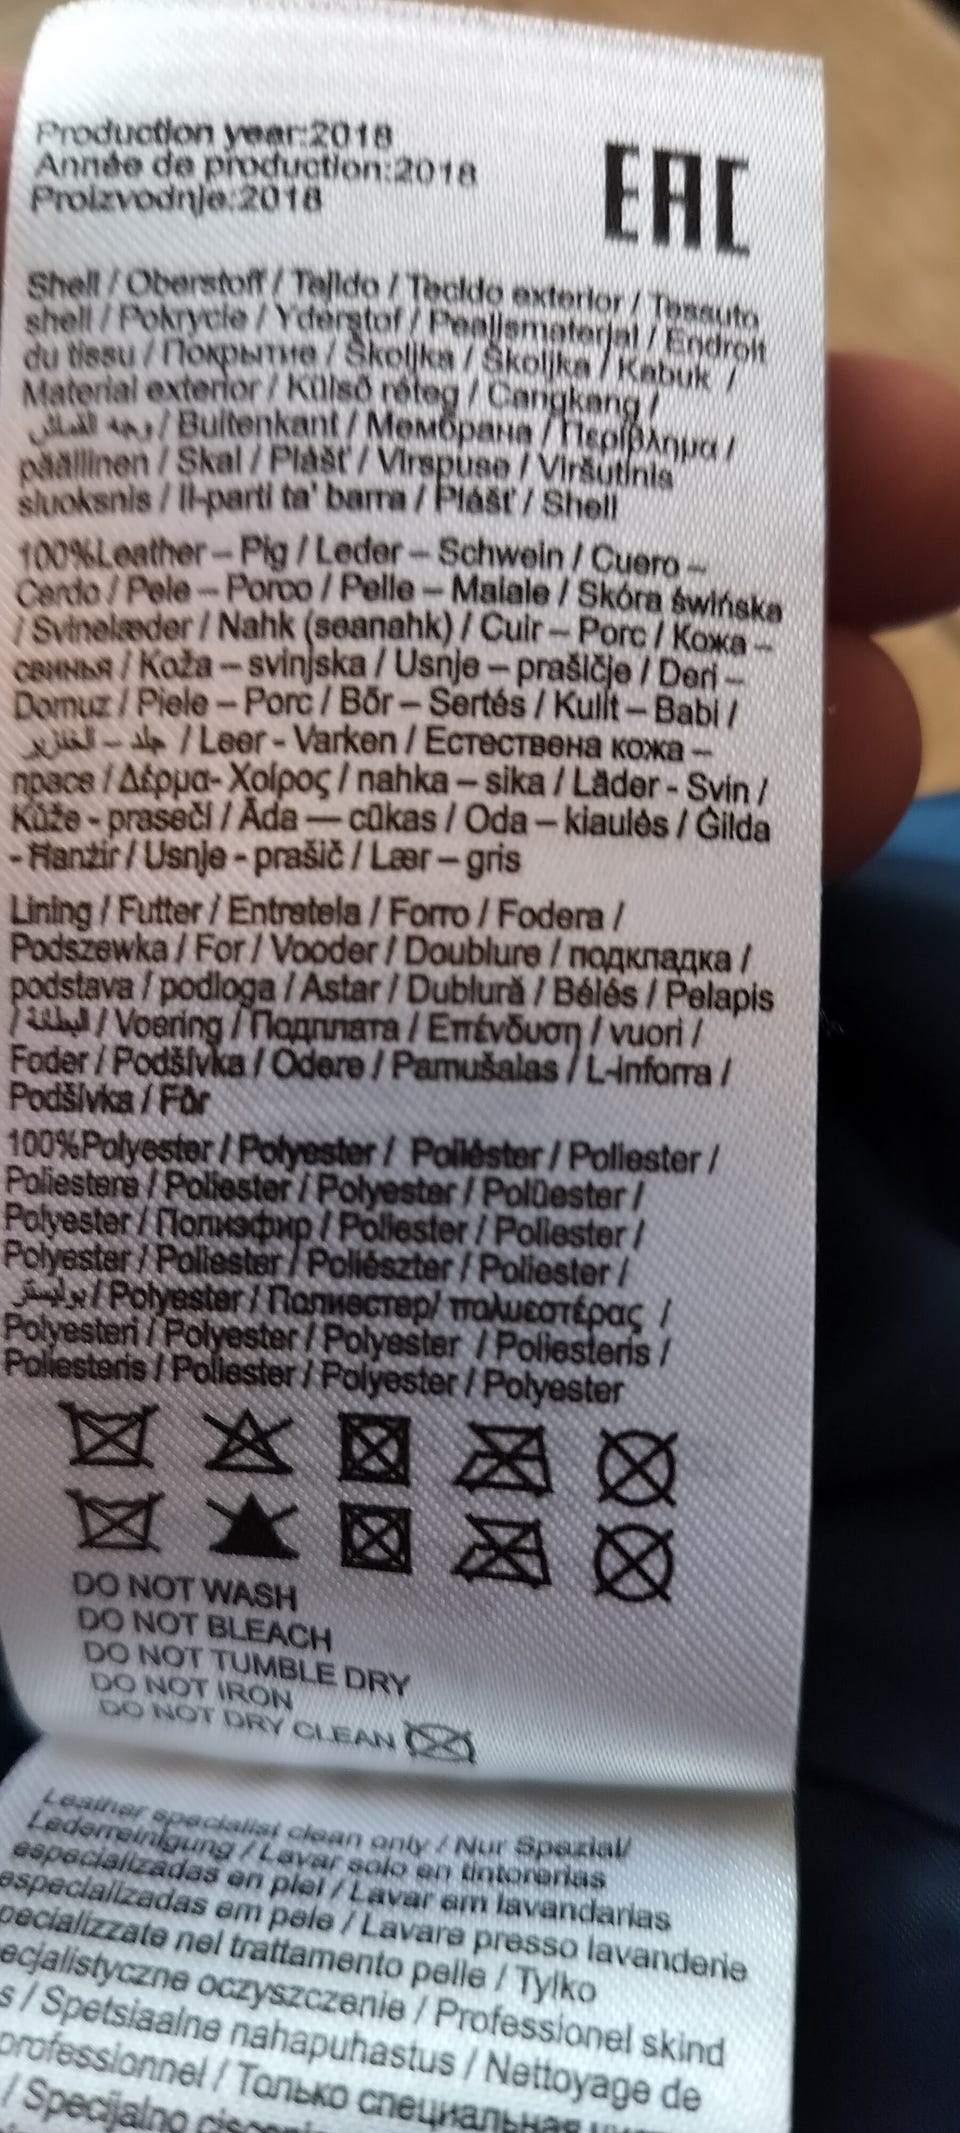 Production year:2018
Année de production:2018
Proizvodnje:2018
EAC
Shell / Oberstoff / Tejido / Tecido exterior / Tessuto
shell / Pokrycie / Yderstof / Pealismaterjal / Endroit
du tissu / Покрытие / Školjka / Školjka / Kabuk /
Material exterior / Külső réteg / Cangkang /
وجه القماش / Buitenkant / Мембрана / Περίβλημα /
päällinen / Skal / Plášť / Virspuse / Viršutinis
sluoksnis / Il-parti ta' barra / Plášť / Shell
100%Leather – Pig / Leder – Schwein / Cuero –
Cerdo / Pele – Porco / Pelle – Maiale / Skóra świńska
/ Svinelæder / Nahk (seanahk) / Cuir – Porc / Кожа –
свинья / Koža – svinjska / Usnje – prašičje / Deri –
Domuz / Piele – Porc / Bőr – Sertés / Kulit – Babi /
جلد – الخنزير / Leer - Varken / Естествена кожа –
прасе / Δέρμα- Χοίρος / nahka – sika / Läder - Svin /
Kůže - prasečí / Āda — cūkas / Oda – kiaulės / Ġilda
- Ħanżir / Usnje - prašič / Lær – gris
Lining / Futter / Entretela / Forro / Fodera /
Podszewka / For / Vooder / Doublure / подкладка /
podstava / podloga / Astar / Dublură / Bélés / Pelapis
/ البطانة / Voering / Подплата / Επένδυση / vuori /
Foder / Podšívka / Odere / Pamušalas / L-inforra /
Podšívka / Fôr
100%Polyester / Polyester / Poliéster / Poliester /
Poliestere / Poliester / Polyester / Polüester /
Polyester / Полиэфир / Poliester / Poliester /
Polyester / Poliester / Poliészter / Poliester /
بوليستر / Polyester / Полиестер/ πολυεστέρας /
Polyesteri / Polyester / Polyester / Poliesteris /
Poliesteris / Poliester / Polyester / Polyester
DO NOT WASH
DO NOT BLEACH
DO NOT TUMBLE DRY
DO NOT IRON
DO NOT DRY CLEAN
Leather specialist clean only / Nur Spezial/
Lederreinigung / Lavar solo en tintorerias
especializadas en piel / Lavar em lavandarias
especializadas em pele / Lavare presso lavanderie
pecializzate nel trattamento pelle / Tylko
ecjalistyczne oczyszczenie / Professionel skind
s / Spetsiaalne nahapuhastus / Nettoyage de
professionnel / Только специальная
/ Specijalno